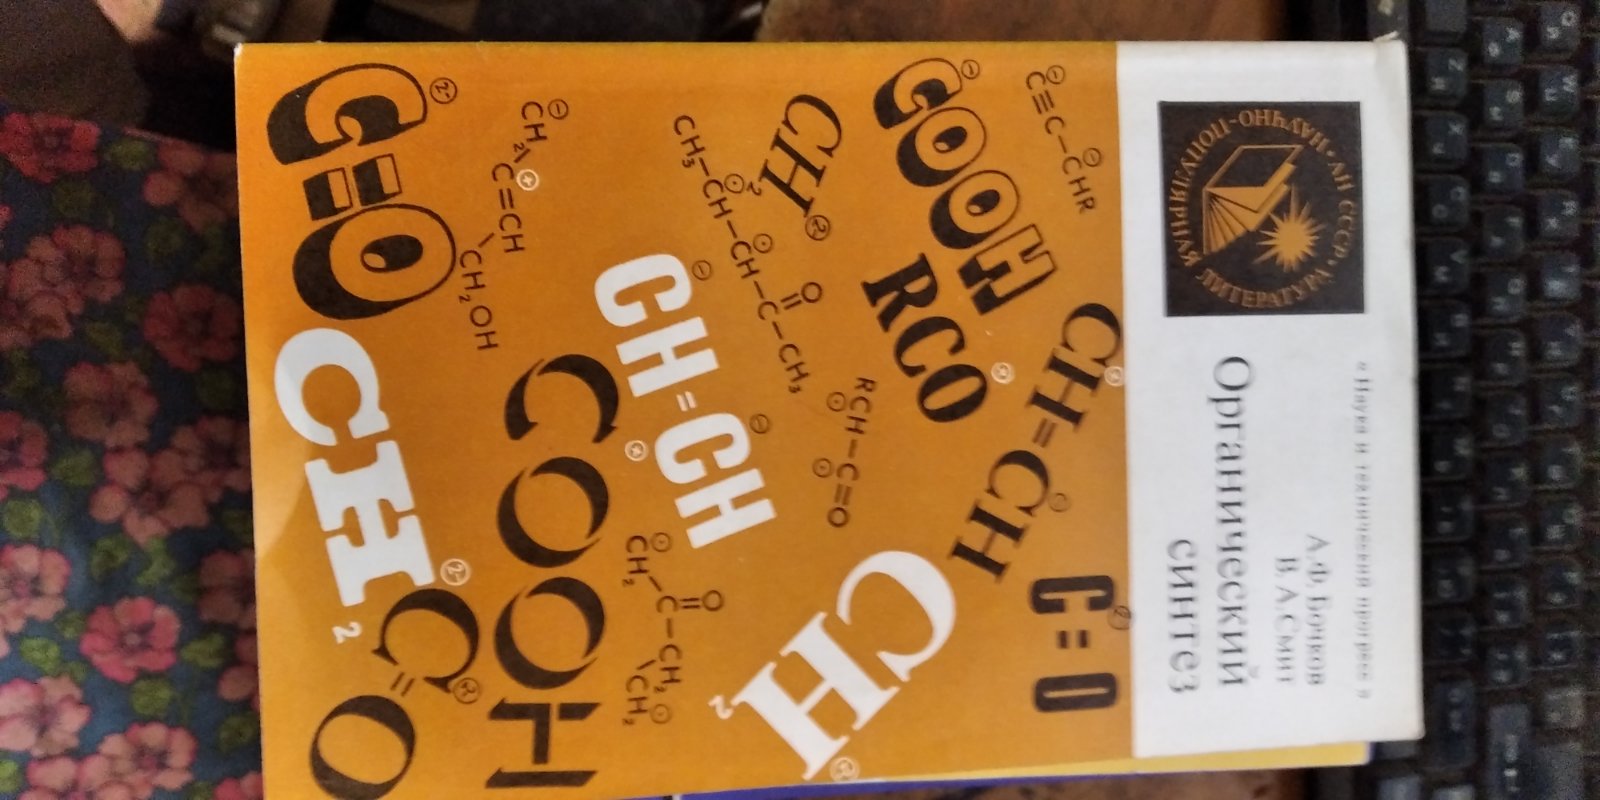 «Наука и технический прогресс»
А.Ф. Бочков
В. А. Смит
Органический
синтез
АН СССР · НАУЧНО-ПОПУЛЯРНАЯ ЛИТЕРАТУРА
C≡C–CHR
COOH
CH=CH
C=O
RCO
CH₂
CH₃–CH–CH–C–CH₃
O
RCH–C=O
CH₂
CH=CH
CH₂–C–CH₂
O
CH₂
CH₂
C=CH
CH₂OH
COOH
C=O
CH₂
C=O